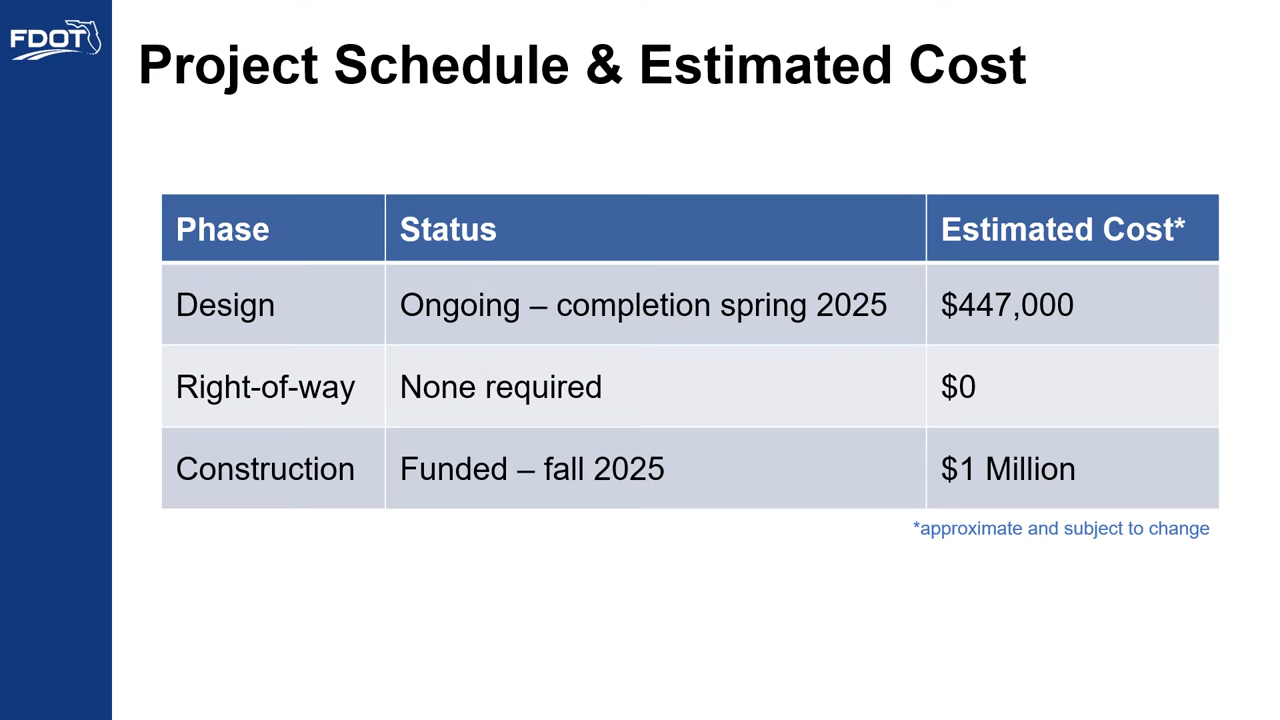 FDOT
Project Schedule & Estimated Cost
Phase Status Estimated Cost*
Design Ongoing – completion spring 2025 $447,000
Right-of-way None required $0
Construction Funded – fall 2025 $1 Million
*approximate and subject to change